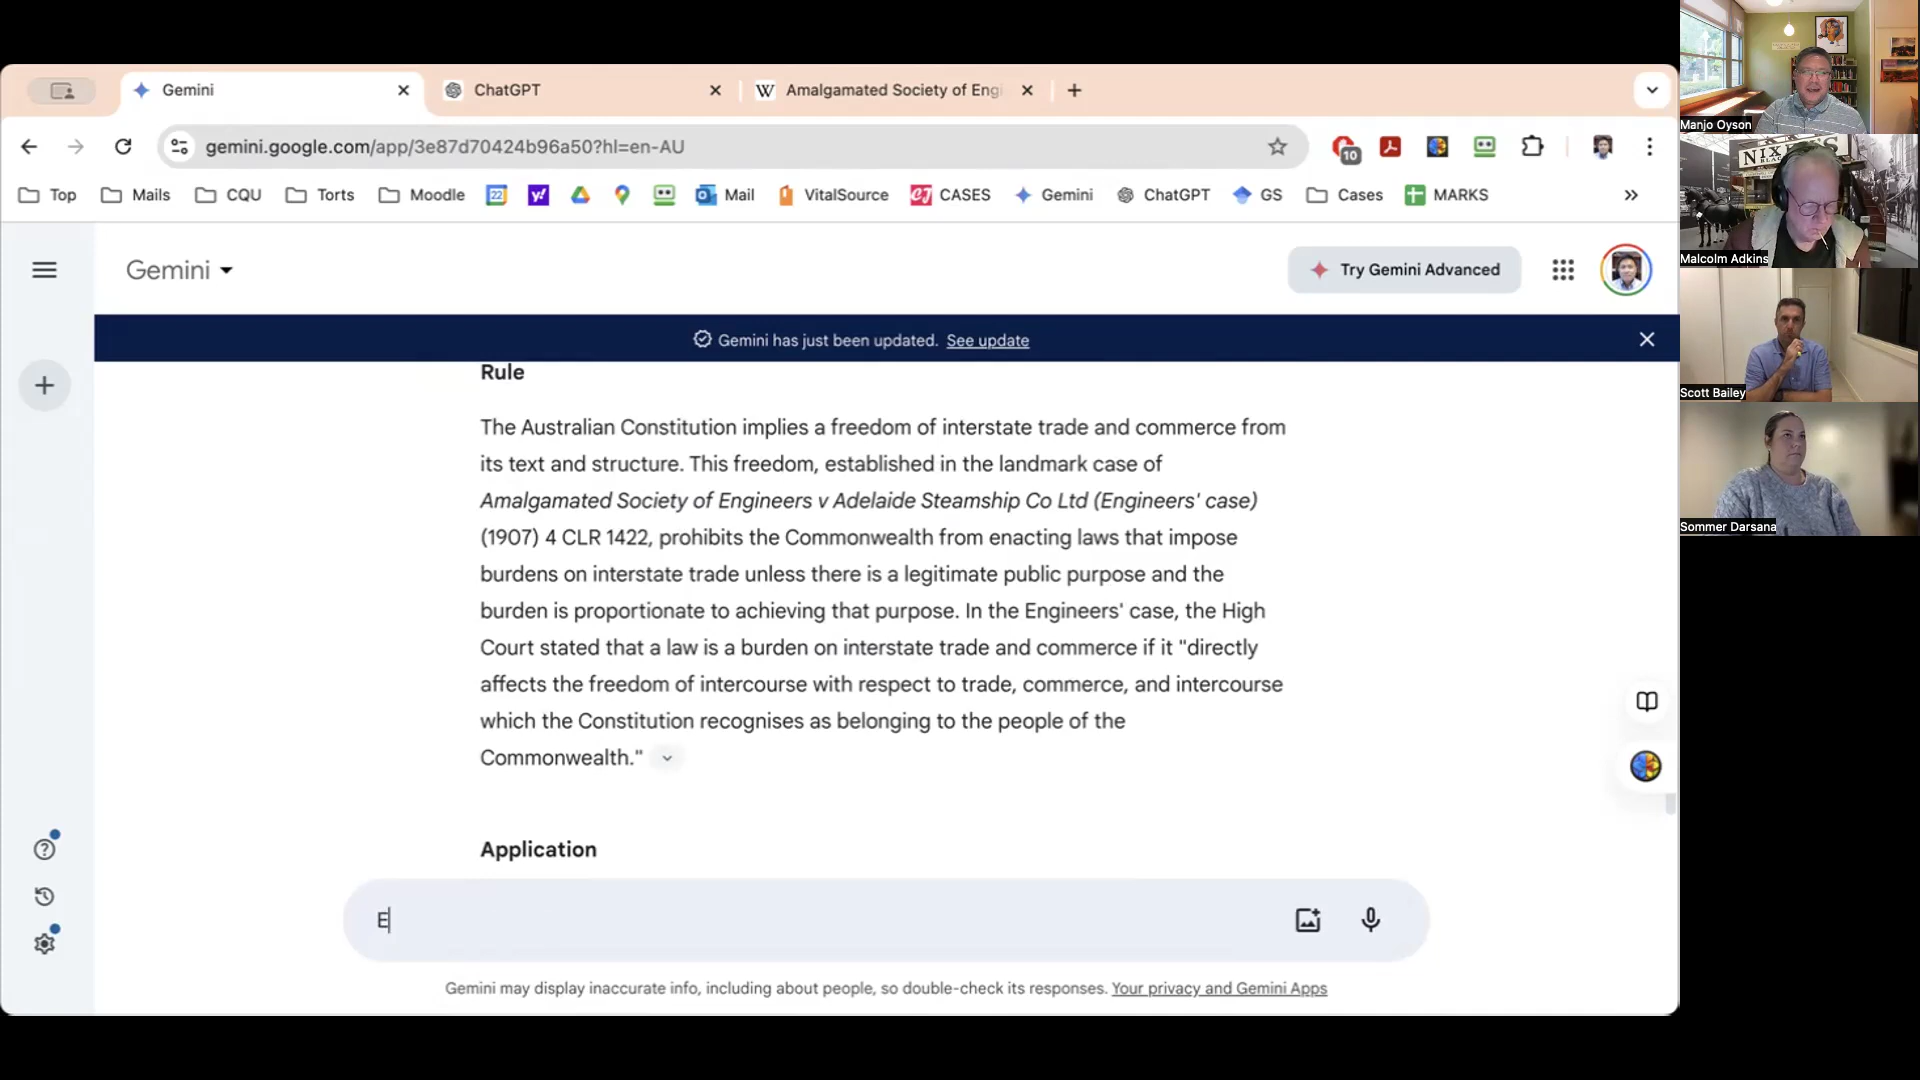 Gemini
ChatGPT
Amalgamated Society of Engi
gemini.google.com/app/3e87d70424b96a50?hl=en-AU
10
Top
Mails
CQU
Torts
Moodle
22
Mail
VitalSource
CASES
Gemini
ChatGPT
GS
Cases
MARKS
Gemini
Try Gemini Advanced
Gemini has just been updated. See update
Rule
The Australian Constitution implies a freedom of interstate trade and commerce from
its text and structure. This freedom, established in the landmark case of
Amalgamated Society of Engineers v Adelaide Steamship Co Ltd (Engineers' case)
(1907) 4 CLR 1422, prohibits the Commonwealth from enacting laws that impose
burdens on interstate trade unless there is a legitimate public purpose and the
burden is proportionate to achieving that purpose. In the Engineers' case, the High
Court stated that a law is a burden on interstate trade and commerce if it "directly
affects the freedom of intercourse with respect to trade, commerce, and intercourse
which the Constitution recognises as belonging to the people of the
Commonwealth."
Application
E
Gemini may display inaccurate info, including about people, so double-check its responses. Your privacy and Gemini Apps
Manjo Oyson
Malcolm Adkins
Scott Bailey
Sommer Darsana